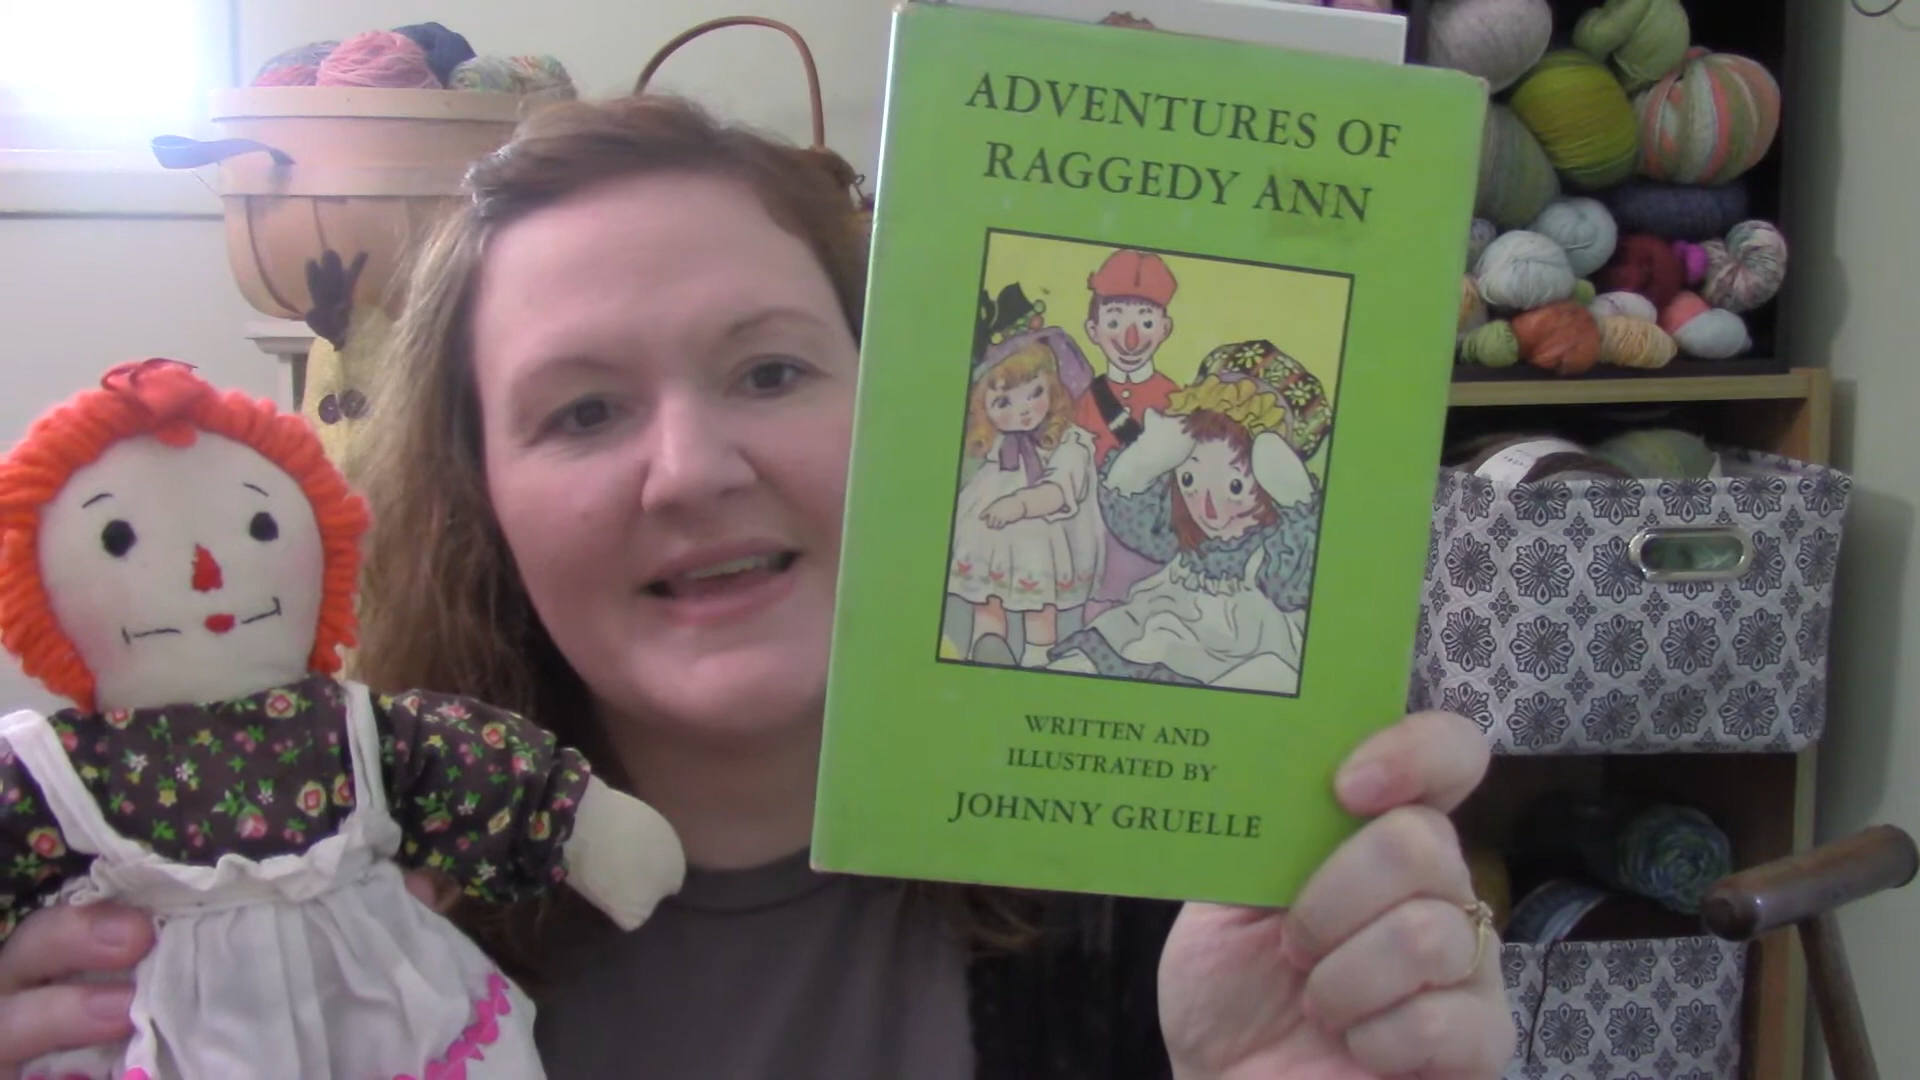 ADVENTURES OF
RAGGEDY ANN
WRITTEN AND
ILLUSTRATED BY
JOHNNY GRUELLE